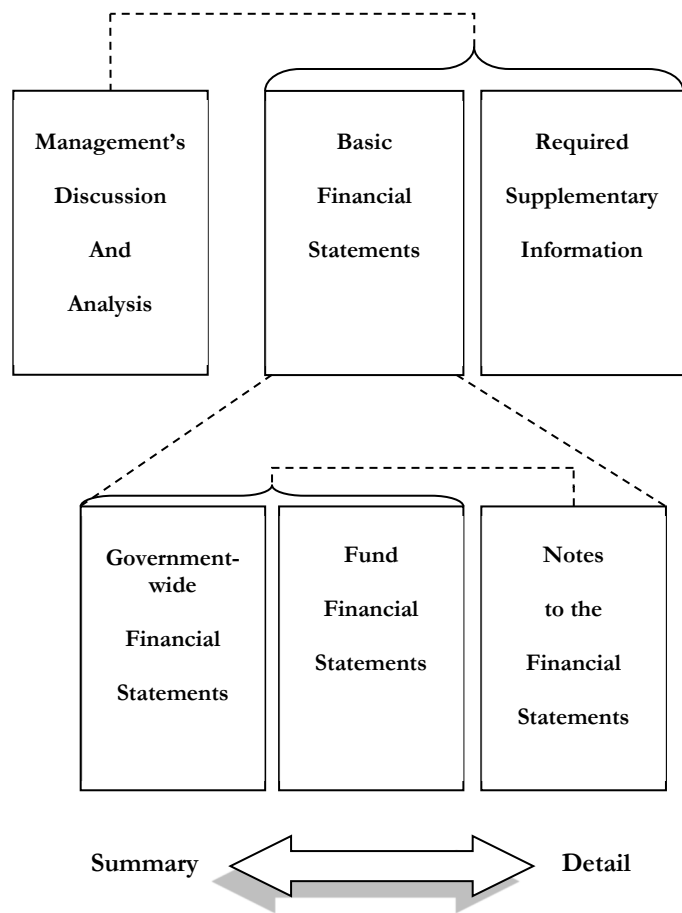 Management’s
Discussion
And
Analysis
Basic
Financial
Statements
Required
Supplementary
Information
Government-
wide
Financial
Statements
Fund
Financial
Statements
Notes
to the
Financial
Statements
Summary
Detail